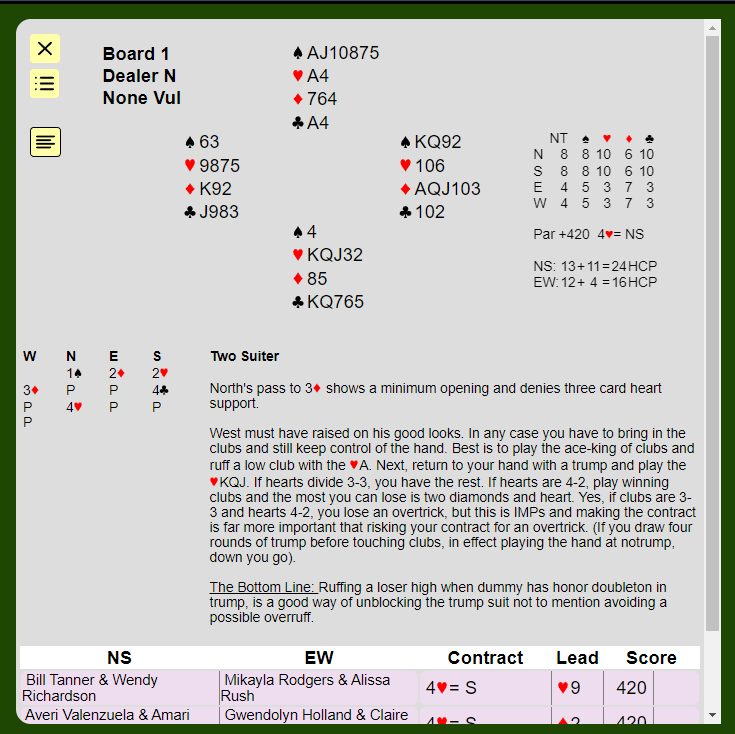 Board 1
Dealer N
None Vul
♠ AJ10875
♥ A4
♦ 764
♣ A4
♠ 63
♥ 9875
♦ K92
♣ J983
♠ KQ92
♥ 106
♦ AQJ103
♣ 102
♠ 4
♥ KQJ32
♦ 85
♣ KQ765
NT ♠ ♥ ♦ ♣
N 8 8 10 6 10
S 8 8 10 6 10
E 4 5 3 7 3
W 4 5 3 7 3
Par +420 4♥= NS
NS: 13+11=24HCP
EW: 12+ 4 =16HCP
W N E S
1♠ 2♦ 2♥
3♦ P P 4♣
P 4♥ P P
P
Two Suiter
North's pass to 3♦ shows a minimum opening and denies three card heart
support.
West must have raised on his good looks. In any case you have to bring in the
clubs and still keep control of the hand. Best is to play the ace-king of clubs and
ruff a low club with the ♥A. Next, return to your hand with a trump and play the
♥KQJ. If hearts divide 3-3, you have the rest. If hearts are 4-2, play winning
clubs and the most you can lose is two diamonds and heart. Yes, if clubs are 3-
3 and hearts 4-2, you lose an overtrick, but this is IMPs and making the contract
is far more important that risking your contract for an overtrick. (If you draw four
rounds of trump before touching clubs, in effect playing the hand at notrump,
down you go).
The Bottom Line: Ruffing a loser high when dummy has honor doubleton in
trump, is a good way of unblocking the trump suit not to mention avoiding a
possible overruff.
NS EW Contract Lead Score
Bill Tanner & Wendy Richardson Mikayla Rodgers & Alissa Rush 4♥= S ♥9 420
Averi Valenzuela & Amari Gwendolyn Holland & Claire 4♥= S ♦2 420